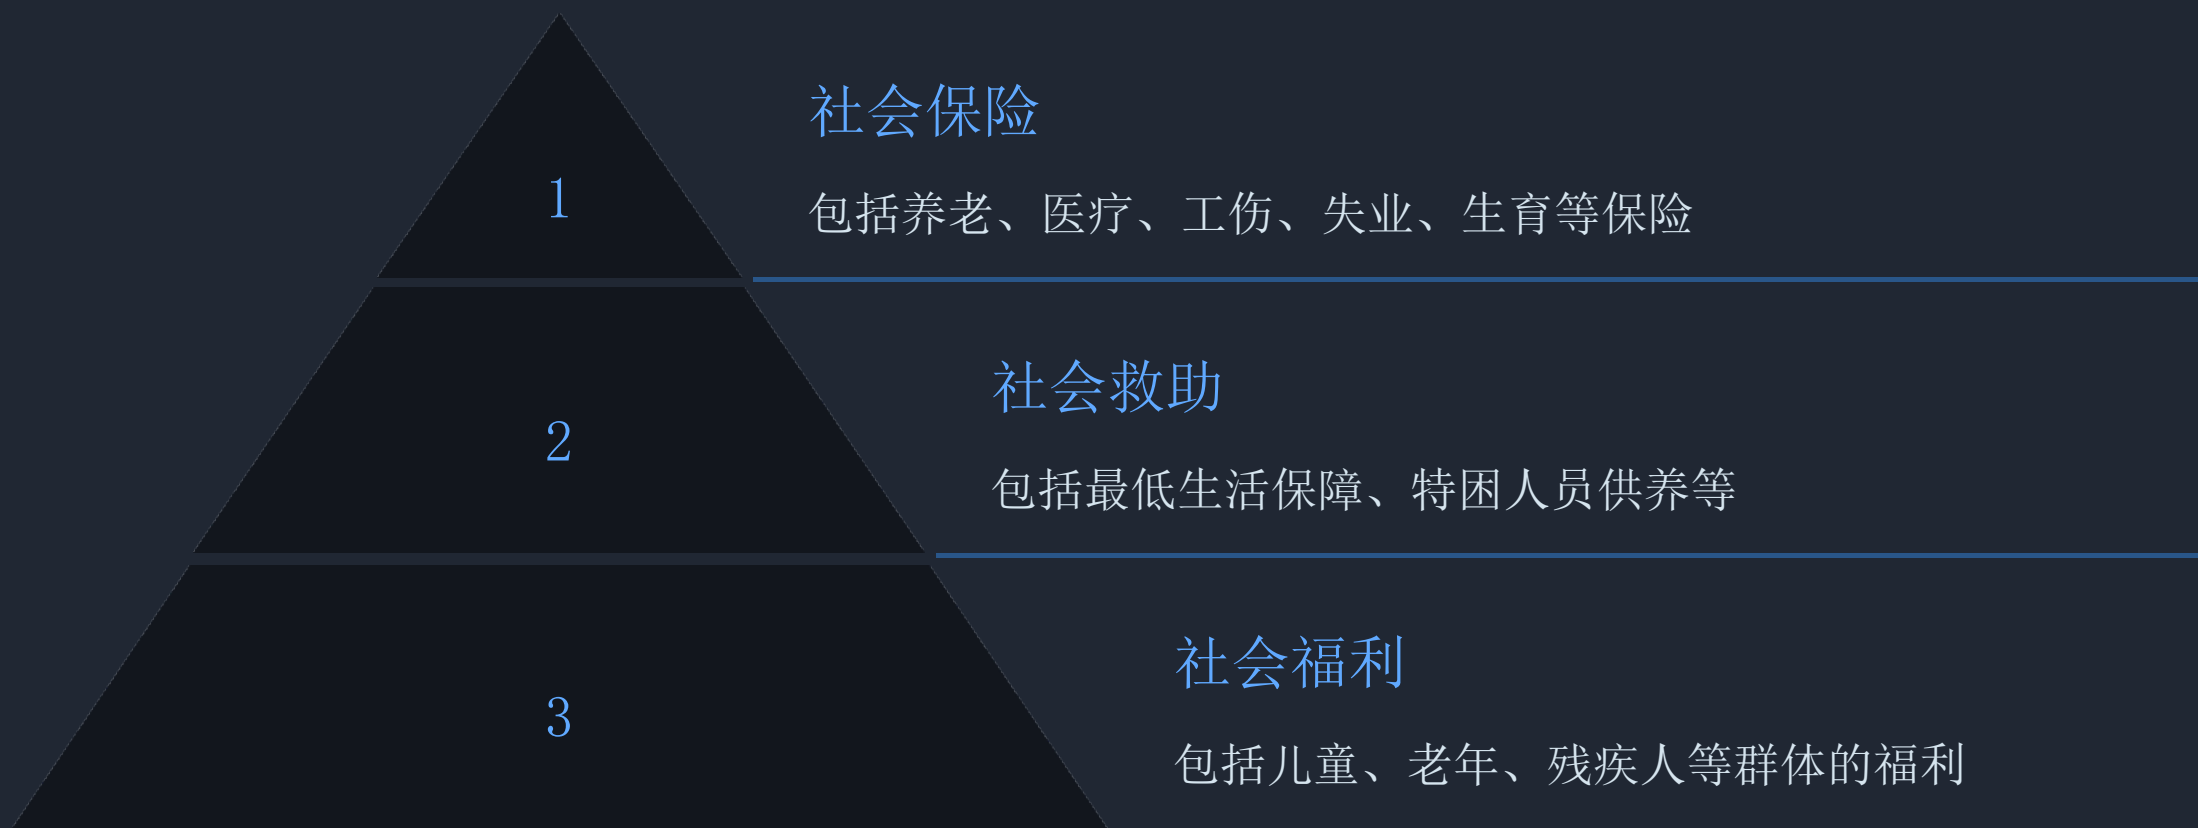 社会保险
1
包括养老、医疗、工伤、失业、生育等保险
社会救助
2
包括最低生活保障、特困人员供养等
社会福利
3
包括儿童、老年、残疾人等群体的福利